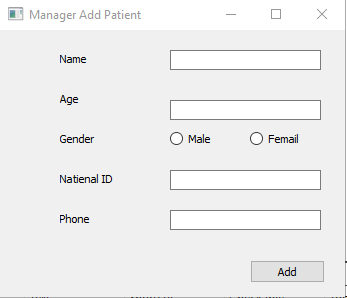 Manager Add Patient
Name
Age
Gender Male Femail
Natienal ID
Phone
Add